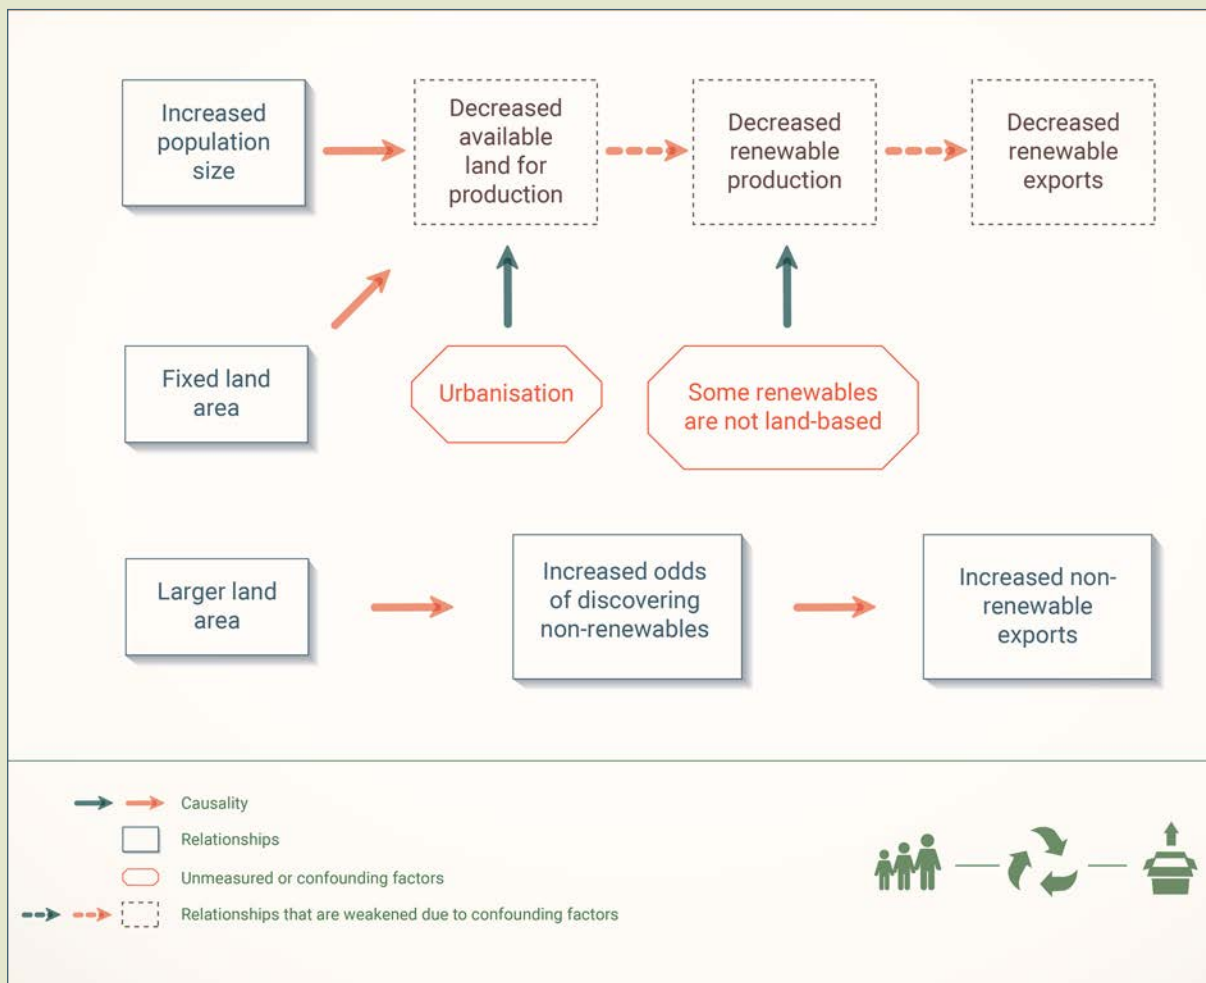 Increased
population
size
Decreased
available
land for
production
Decreased
renewable
production
Decreased
renewable
exports
Fixed land
area
Urbanisation
Some renewables
are not land-based
Larger land
area
Increased odds
of discovering
non-renewables
Increased non-
renewable
exports
Causality
Relationships
Unmeasured or confounding factors
Relationships that are weakened due to confounding factors